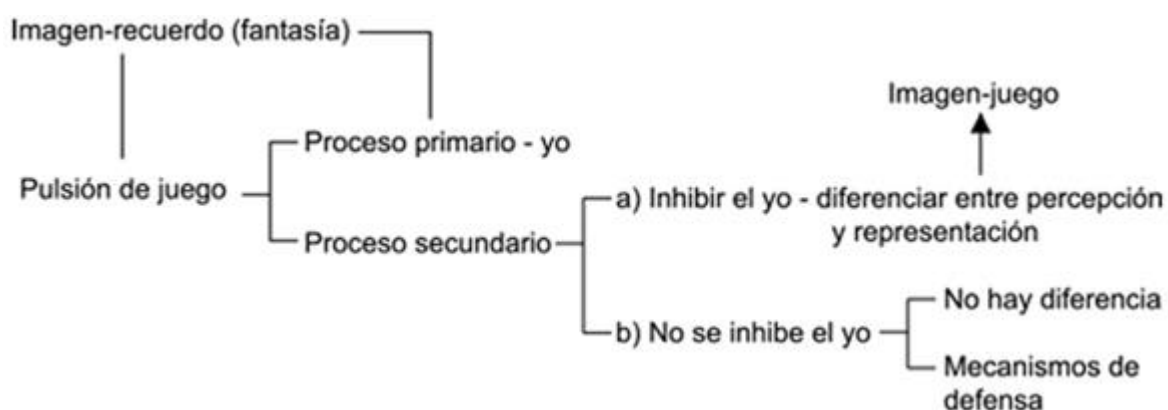 Imagen-recuerdo (fantasía)
Imagen-juego
Proceso primario - yo
Pulsión de juego
a) Inhibir el yo - diferenciar entre percepción
y representación
Proceso secundario
No hay diferencia
b) No se inhibe el yo
Mecanismos de
defensa